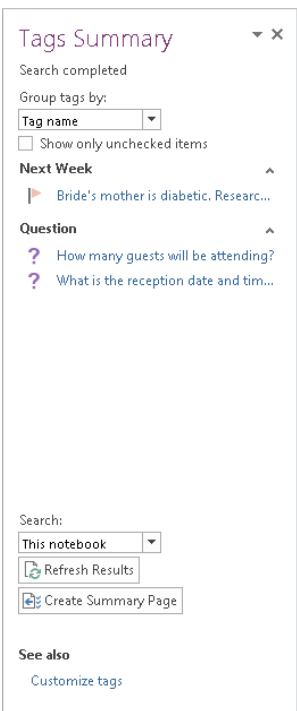 Tags Summary
Search completed
Group tags by:
Tag name
Show only unchecked items
Next Week
Bride's mother is diabetic. Researc...
Question
? How many guests will be attending?
? What is the reception date and tim...
Search:
This notebook
Refresh Results
Create Summary Page
See also
Customize tags